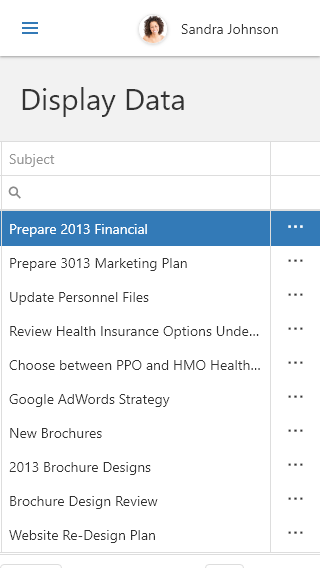 Sandra Johnson
Display Data
Subject
Prepare 2013 Financial
Prepare 3013 Marketing Plan
Update Personnel Files
Review Health Insurance Options Unde...
Choose between PPO and HMO Health...
Google AdWords Strategy
New Brochures
2013 Brochure Designs
Brochure Design Review
Website Re-Design Plan